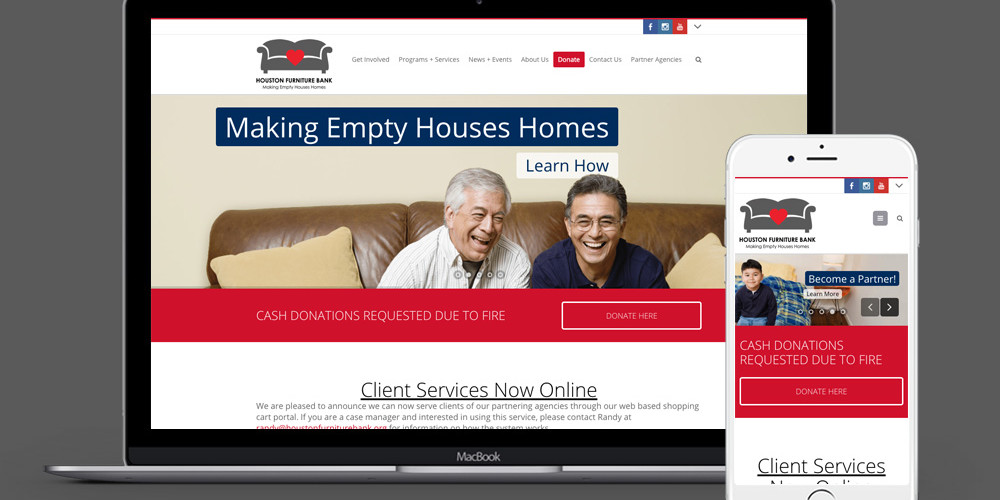 Get Involved Programs + Services News + Events About Us Donate Contact Us Partner Agencies
HOUSTON FURNITURE BANK
Making Empty Houses Homes
Making Empty Houses Homes
Learn How
CASH DONATIONS REQUESTED DUE TO FIRE
DONATE HERE
Client Services Now Online
We are pleased to announce we can now serve clients of our partnering agencies through our web based shopping
cart portal. If you are a case manager and interested in using this service, please contact Randy at
randy@houstonfurniturebank.org for information on how the system works
MacBook
HOUSTON FURNITURE BANK
Making Empty Houses Homes
Become a Partner!
Learn More
CASH DONATIONS
REQUESTED DUE TO FIRE
DONATE HERE
Client Services
Now Online